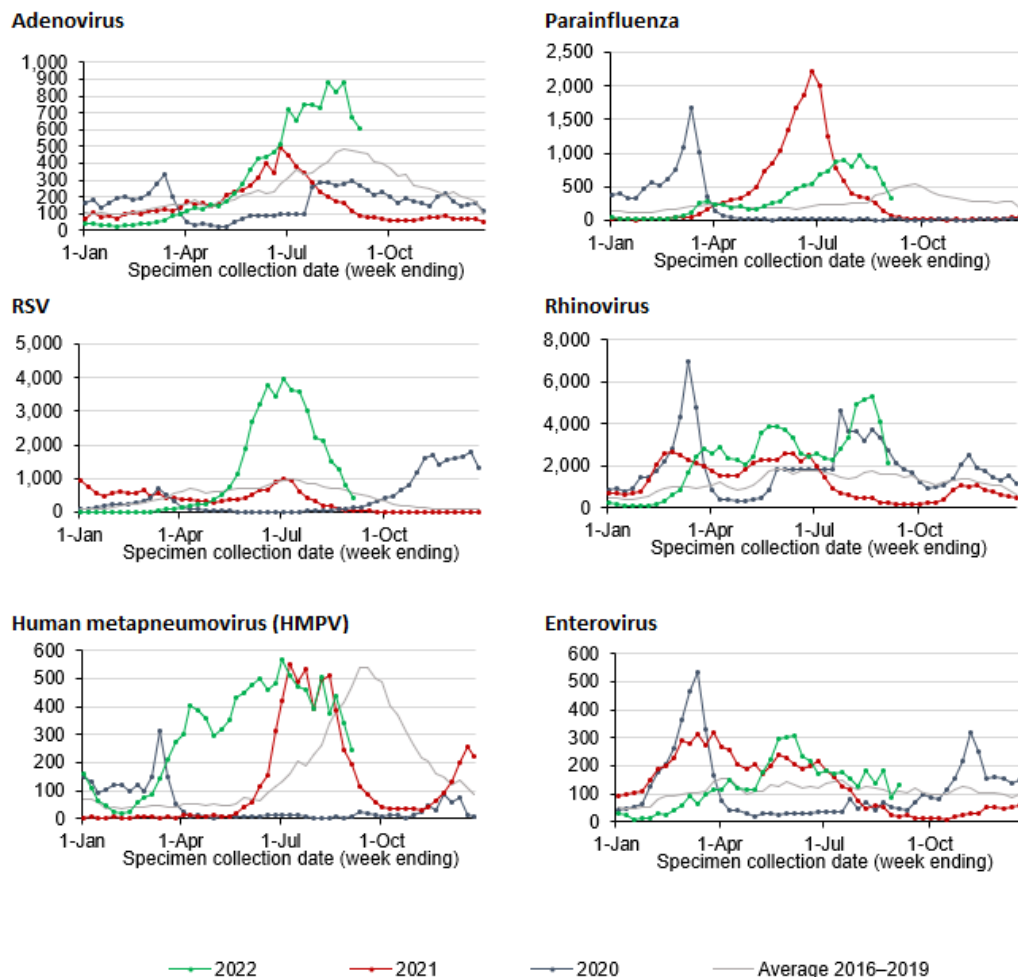 Adenovirus
1,000
900
800
700
600
500
400
300
200
100
0
1-Jan 1-Apr 1-Jul 1-Oct
Specimen collection date (week ending)
Parainfluenza
2,500
2,000
1,500
1,000
500
0
1-Jan 1-Apr 1-Jul 1-Oct
Specimen collection date (week ending)
RSV
5,000
4,000
3,000
2,000
1,000
0
1-Jan 1-Apr 1-Jul 1-Oct
Specimen collection date (week ending)
Rhinovirus
8,000
6,000
4,000
2,000
0
1-Jan 1-Apr 1-Jul 1-Oct
Specimen collection date (week ending)
Human metapneumovirus (HMPV)
600
500
400
300
200
100
0
1-Jan 1-Apr 1-Jul 1-Oct
Specimen collection date (week ending)
Enterovirus
600
500
400
300
200
100
0
1-Jan 1-Apr 1-Jul 1-Oct
Specimen collection date (week ending)
2022 2021 2020 Average 2016–2019